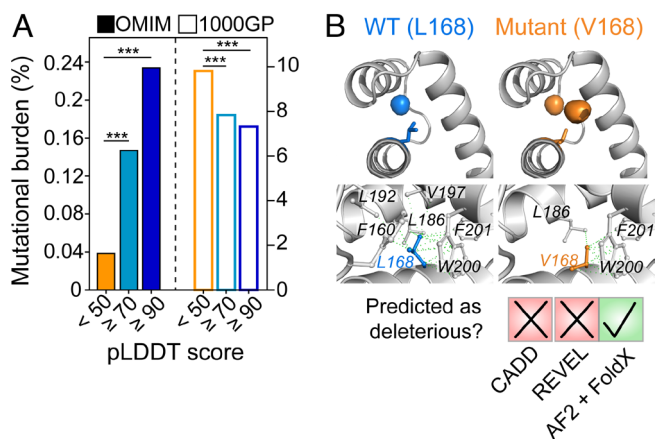 A
OMIM
1000GP
Mutational burden (%)
0.24
0.2
0.16
0.12
0.08
0.04
0
***
***
***
***
10
8
6
4
2
0
< 50
≥ 70
≥ 90
< 50
≥ 70
≥ 90
pLDDT score
B
WT (L168)
Mutant (V168)
L192
V197
F160
L186
F201
L168
W200
L186
F201
V168
W200
Predicted as
deleterious?
CADD
REVEL
AF2 + FoldX